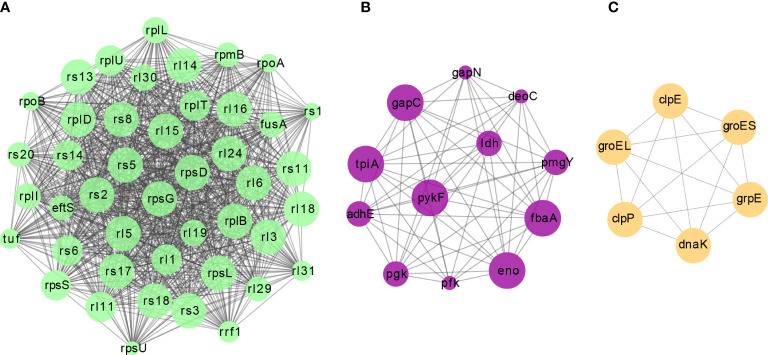 A
B
C
rplL
rplU
rpmB
rpoA
rs13
rl30
rl14
rpoB
rplD
rs8
rplT
rl16
rs1
rl15
fusA
rs20
rs14
rs5
rl24
rs11
rpsD
rl6
rplI
eftS
rs2
rpsG
rl18
tuf
rs6
rl5
rl19
rplB
rl3
rs17
rl1
rpsL
rl31
rpsS
rl29
rl11
rs18
rs3
rrf1
rpsU
gapN
gapC
deoC
ldh
tpiA
pmgY
pykF
adhE
fbaA
pgk
eno
pfk
clpE
groES
groEL
grpE
clpP
dnaK